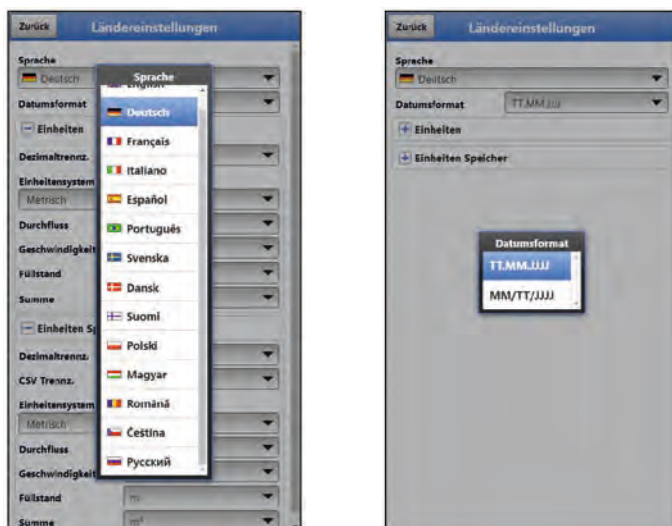 Zurück
Ländereinstellungen
Sprache
Deutsch
Datumsformat
Einheiten
Dezimaltrennz.
Einheitensystem
Metrisch
Durchfluss
Geschwindigkeit
Füllstand
Summe
Einheiten
Dezimaltrennz.
CSV Trennz.
Einheitensystem
Metrisch
Durchfluss
Geschwindigkeit
Füllstand
m
Summe
m³
Sprache
English
Deutsch
Français
Italiano
Español
Português
Svenska
Dansk
Suomi
Polski
Magyar
Română
Čeština
Русский
Zurück
Ländereinstellungen
Sprache
Deutsch
Datumsformat
TT.MM.JJJJ
Einheiten
Einheiten Speicher
Datumsformat
TT.MM.JJJJ
MM/TT/JJJJ